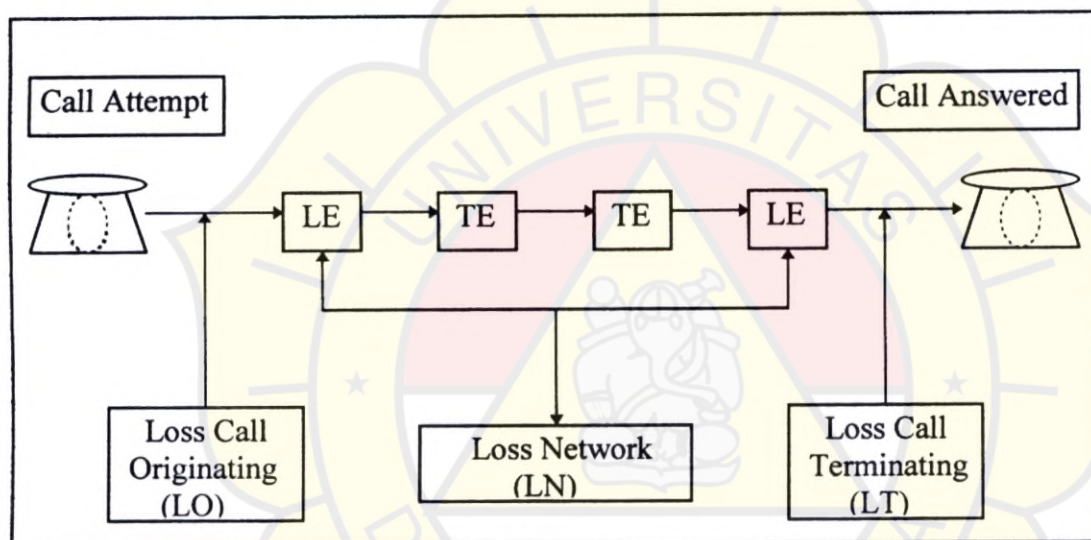 Call Attempt
Call Answered
UNIVERSITAS
LE
TE
TE
LE
Loss Call
Originating
(LO)
Loss Network
(LN)
Loss Call
Terminating
(LT)